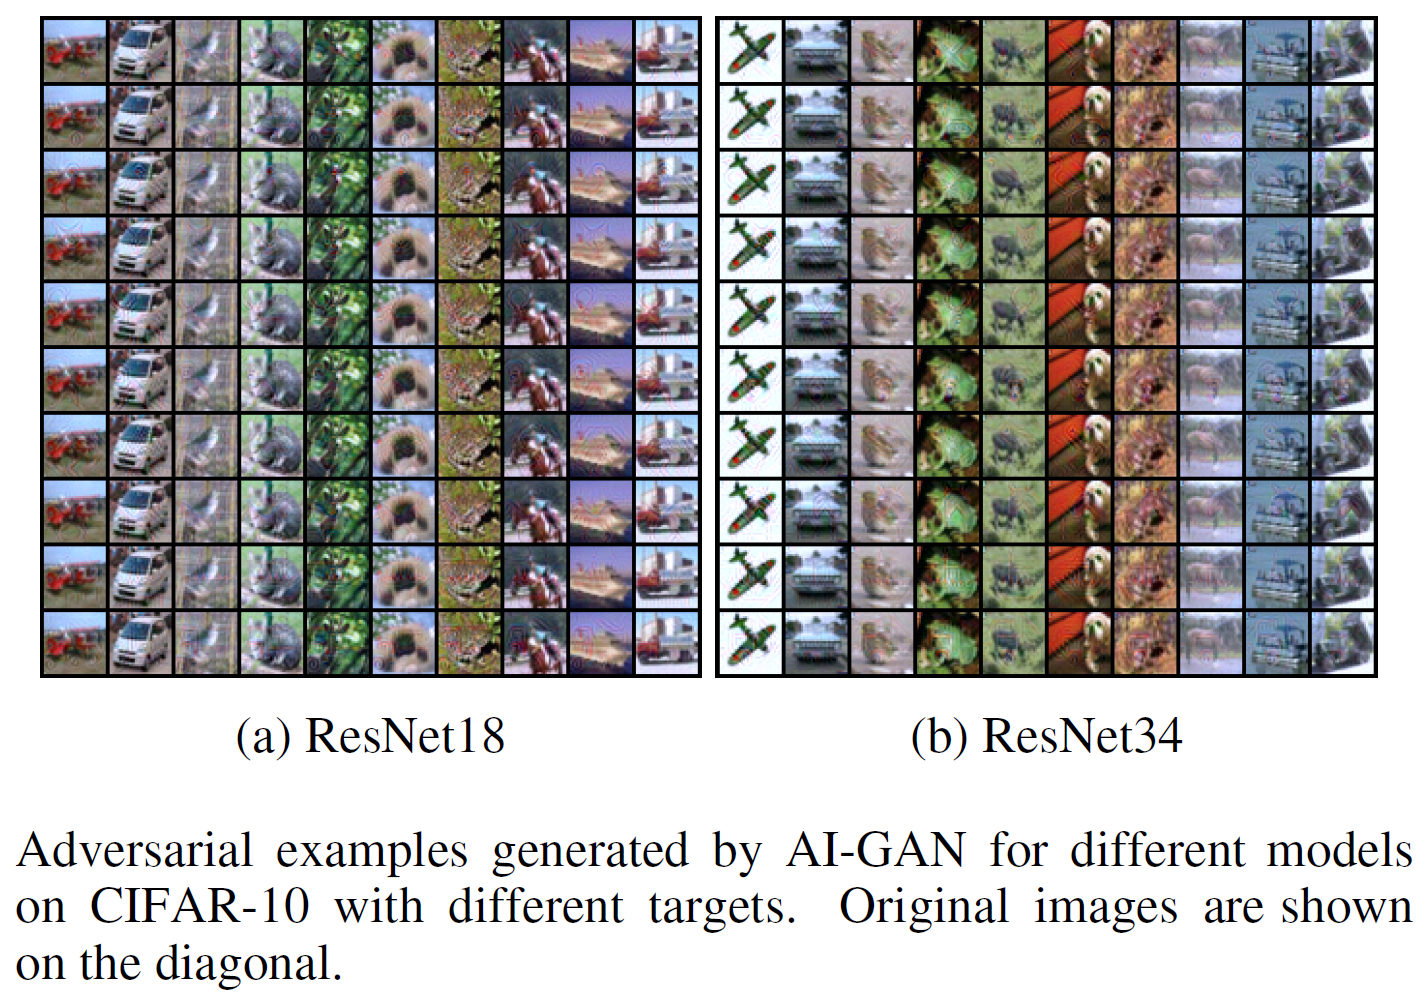 (a) ResNet18
(b) ResNet34
Adversarial examples generated by AI-GAN for different models
on CIFAR-10 with different targets. Original images are shown
on the diagonal.